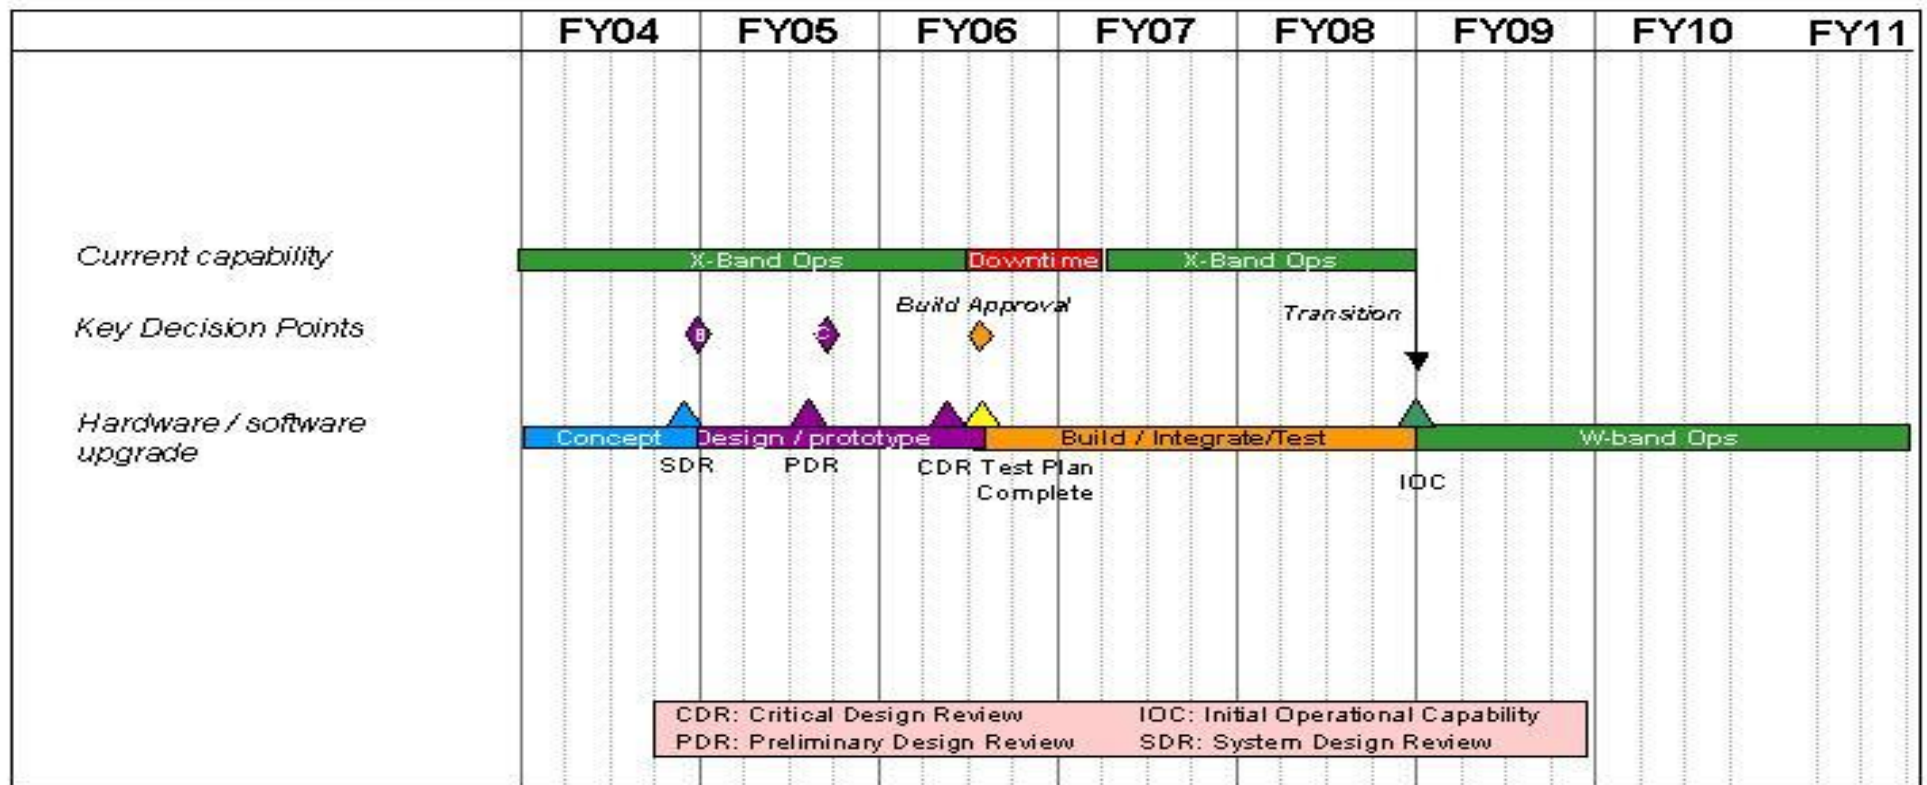 FY04 FY05 FY06 FY07 FY08 FY09 FY10 FY11
Current capability
X-Band Ops Downtime X-Band Ops
Build Approval
Transition
Key Decision Points
B C
Hardware / software
upgrade
Concept Design / prototype Build / Integrate/Test W-band Ops
SDR PDR CDR Test Plan
Complete
IOC
CDR: Critical Design Review IOC: Initial Operational Capability
PDR: Preliminary Design Review SDR: System Design Review